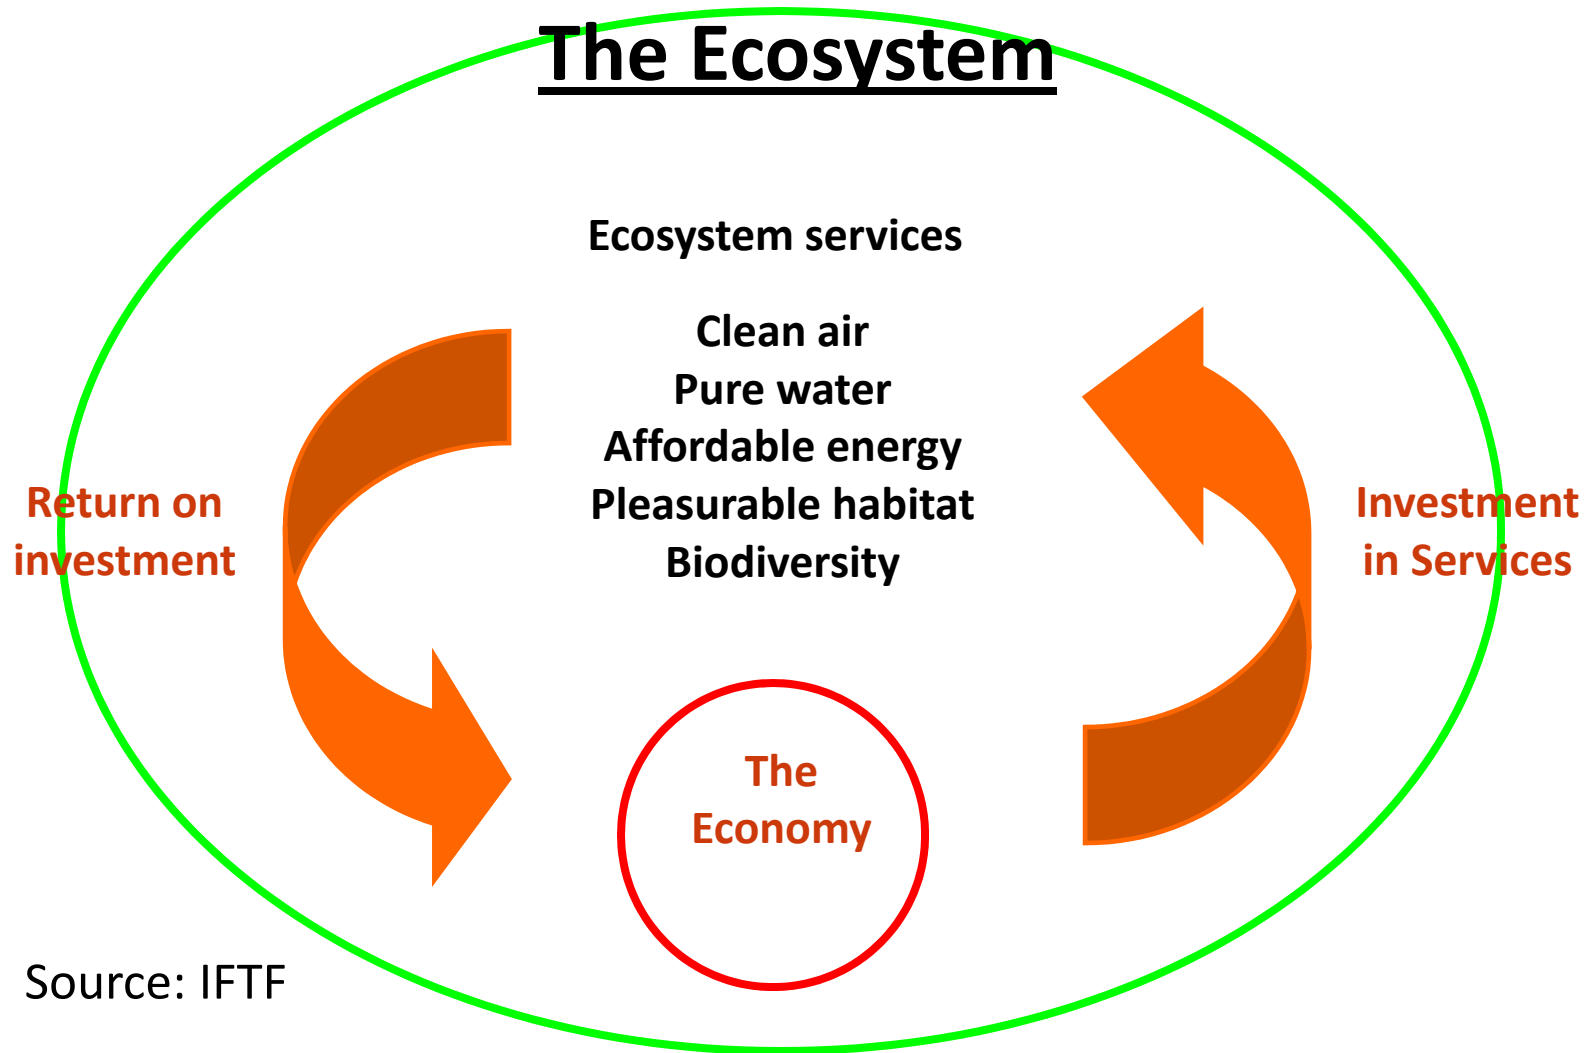 The Ecosystem
Ecosystem services
Clean air
Pure water
Affordable energy
Pleasurable habitat
Biodiversity
Return on
investment
Investment
in Services
The
Economy
Source: IFTF